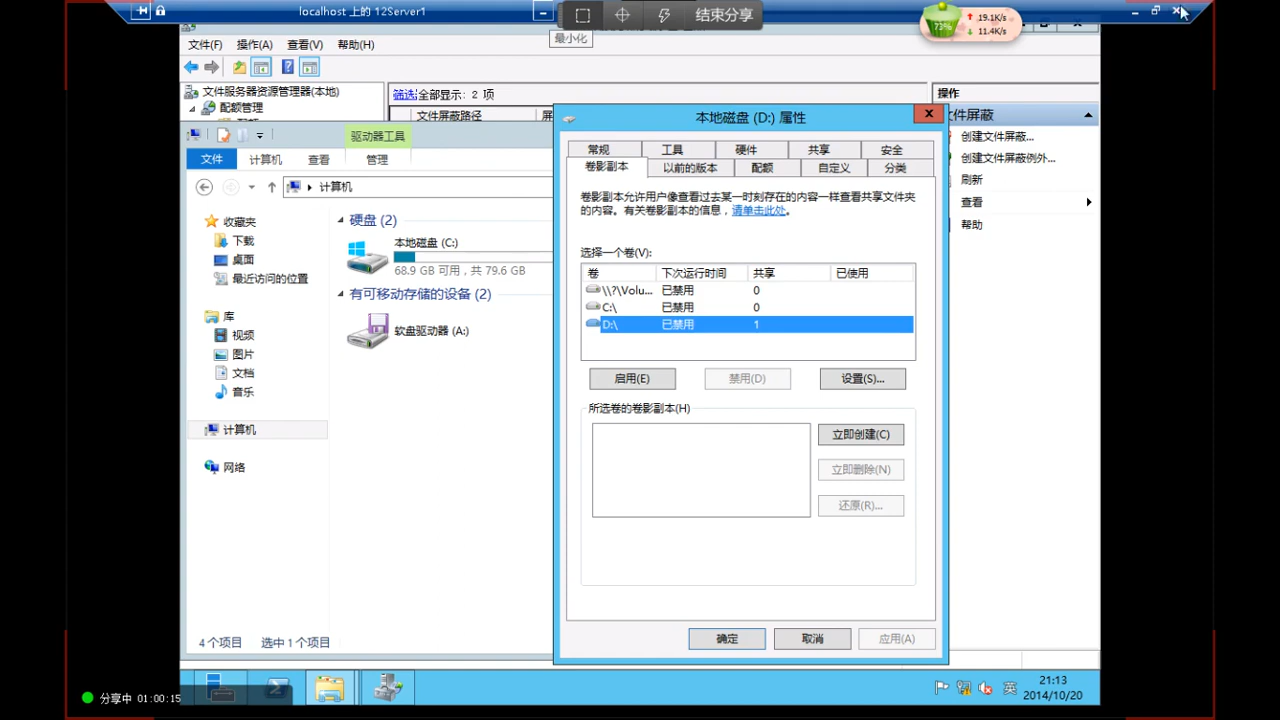 localhost 上的 12Server1
结束分享
最小化
73%
19.1K/s
11.4K/s
文件(F) 操作(A) 查看(V) 帮助(H)
文件服务器资源管理器(本地)
配额管理
筛选: 全部显示: 2 项
文件屏蔽路径
操作
文件屏蔽
创建文件屏蔽...
创建文件屏蔽例外...
刷新
查看
帮助
驱动器工具
文件 计算机 查看 管理
计算机
收藏夹
下载
桌面
最近访问的位置
库
视频
图片
文档
音乐
计算机
网络
硬盘 (2)
本地磁盘 (C:)
68.9 GB 可用，共 79.6 GB
有可移动存储的设备 (2)
软盘驱动器 (A:)
4 个项目 选中 1 个项目
本地磁盘 (D:) 属性
常规 工具 硬件 共享 安全
卷影副本 以前的版本 配额 自定义 分类
卷影副本允许用户像查看过去某一时刻存在的内容一样查看共享文件夹
的内容。有关卷影副本的信息，请单击此处。
选择一个卷(V):
卷 下次运行时间 共享 已使用
\\?\Volu... 已禁用 0
C:\ 已禁用 0
D:\ 已禁用 1
启用(E) 禁用(D) 设置(S)...
所选卷的卷影副本(H)
立即创建(C)
立即删除(N)
还原(R)...
确定 取消 应用(A)
分享中 01:00:15
英
21:13
2014/10/20